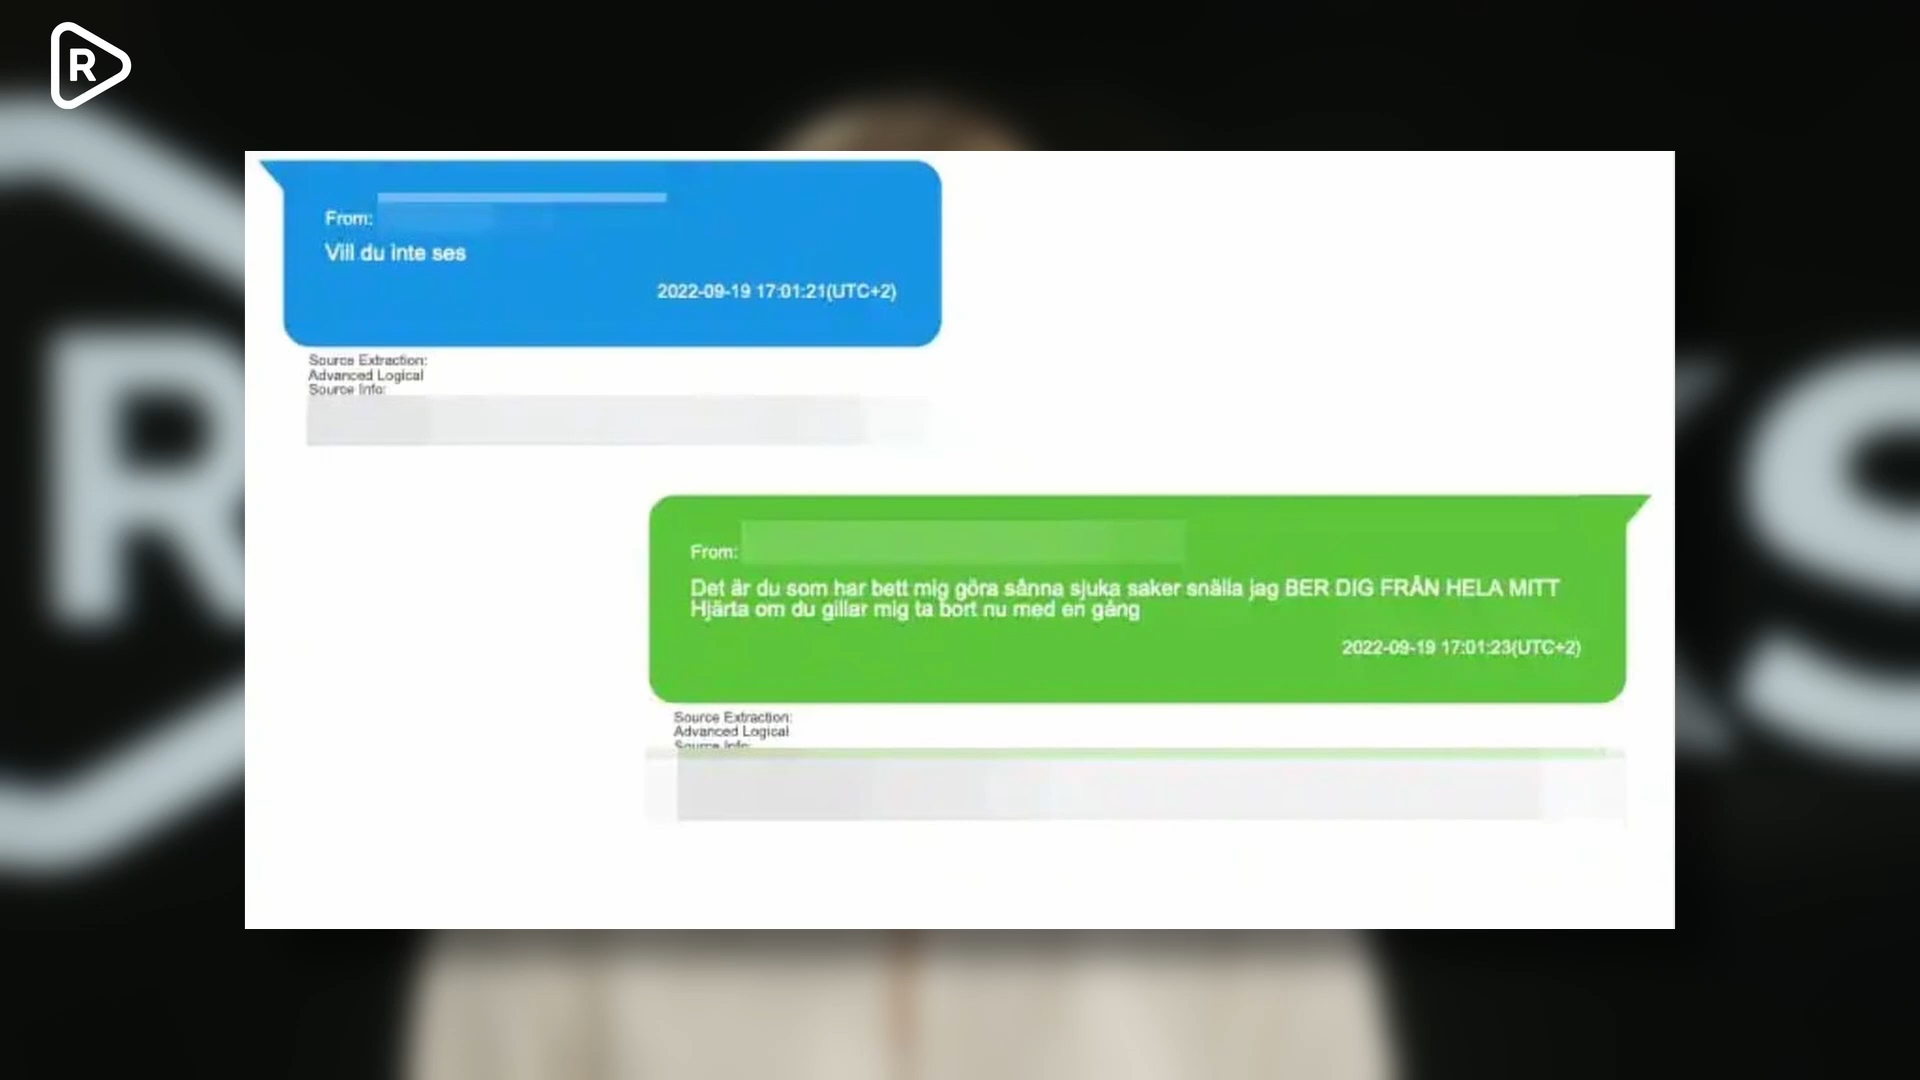 R
From:
Viill du inte ses
2022-09-19 17:01:21(UTC+2)
Source Extraction:
Advanced Logical
Source Info:
From:
Det är du som har bett mig göra sånna sjuka saker snälla jag BER DIG FRÅN HELA MITT
Hjärta om du gillar mig ta bort nu med en gång
2022-09-19 17:01:23(UTC+2)
Source Extraction:
Advanced Logical
Source Info:
R
S